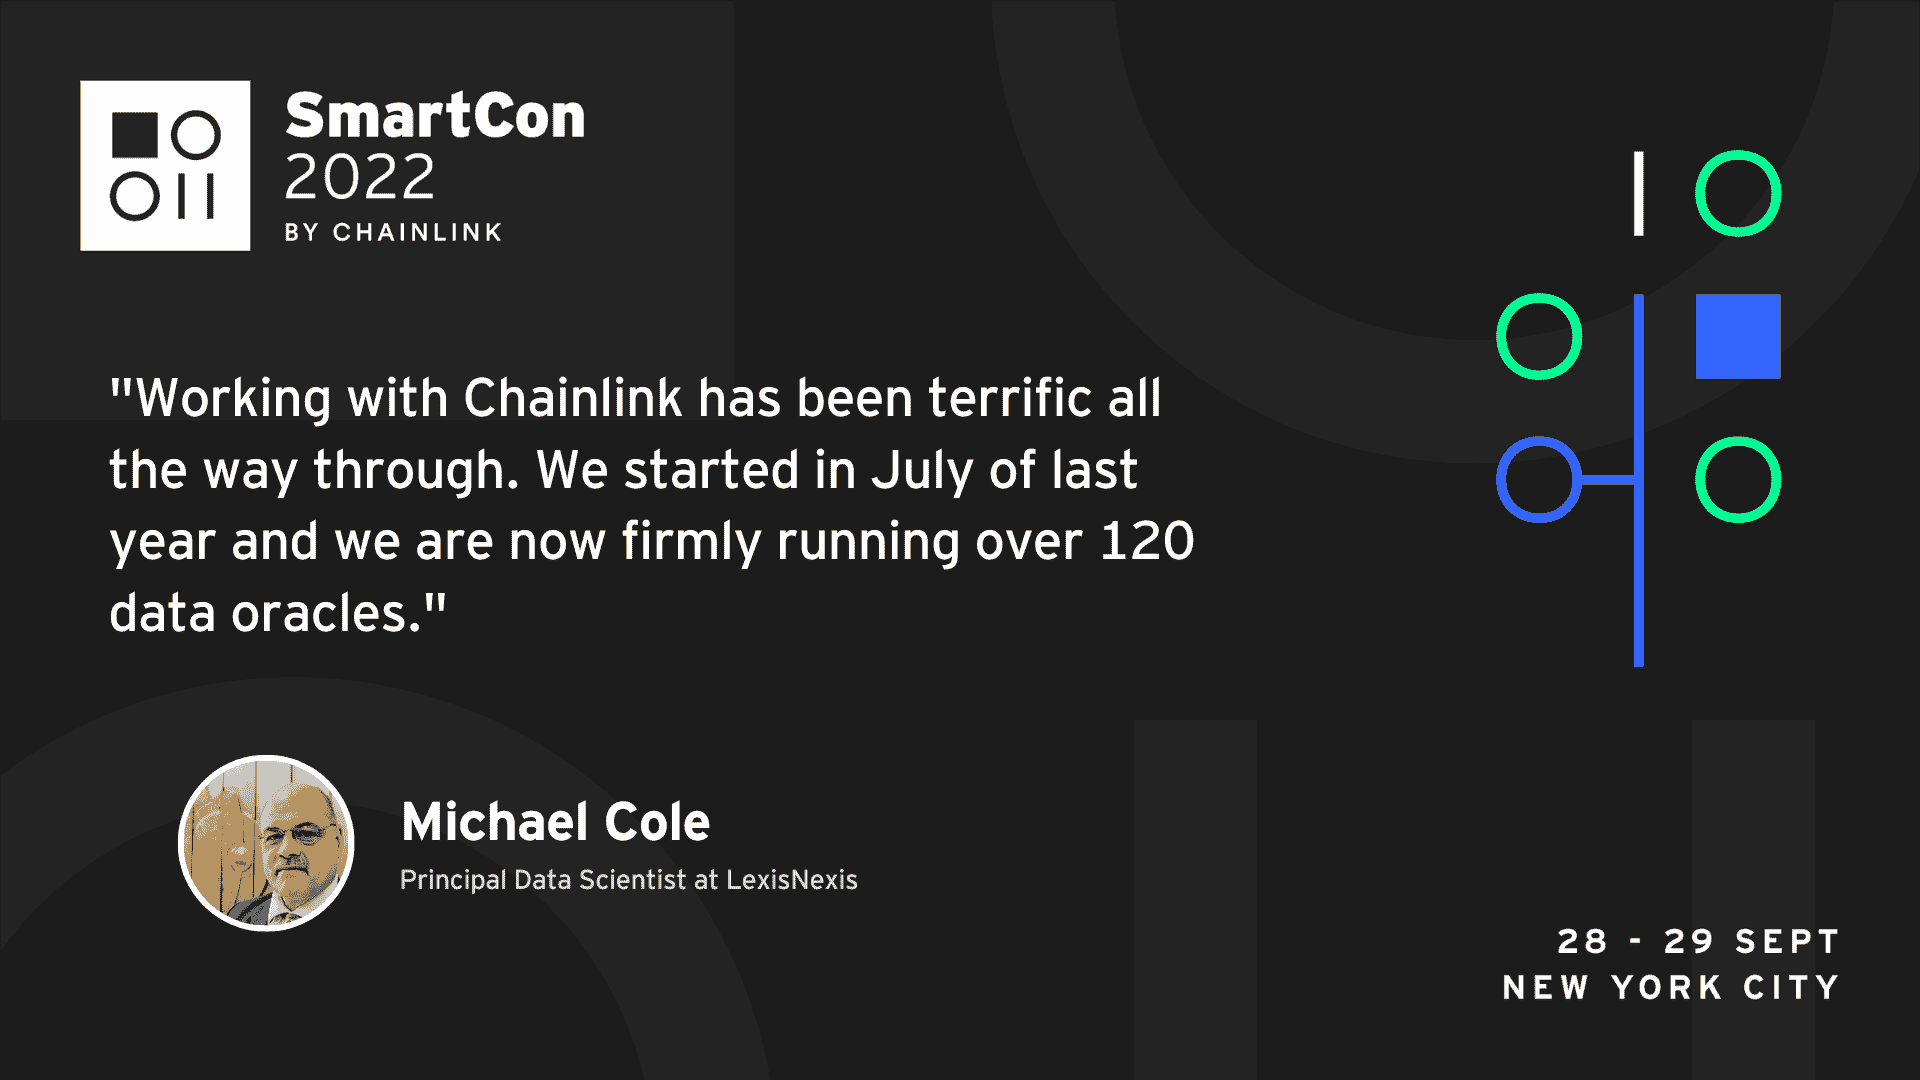 SmartCon
2022
BY CHAINLINK
"Working with Chainlink has been terrific all
the way through. We started in July of last
year and we are now firmly running over 120
data oracles."
Michael Cole
Principal Data Scientist at LexisNexis
28 - 29 SEPT
NEW YORK CITY